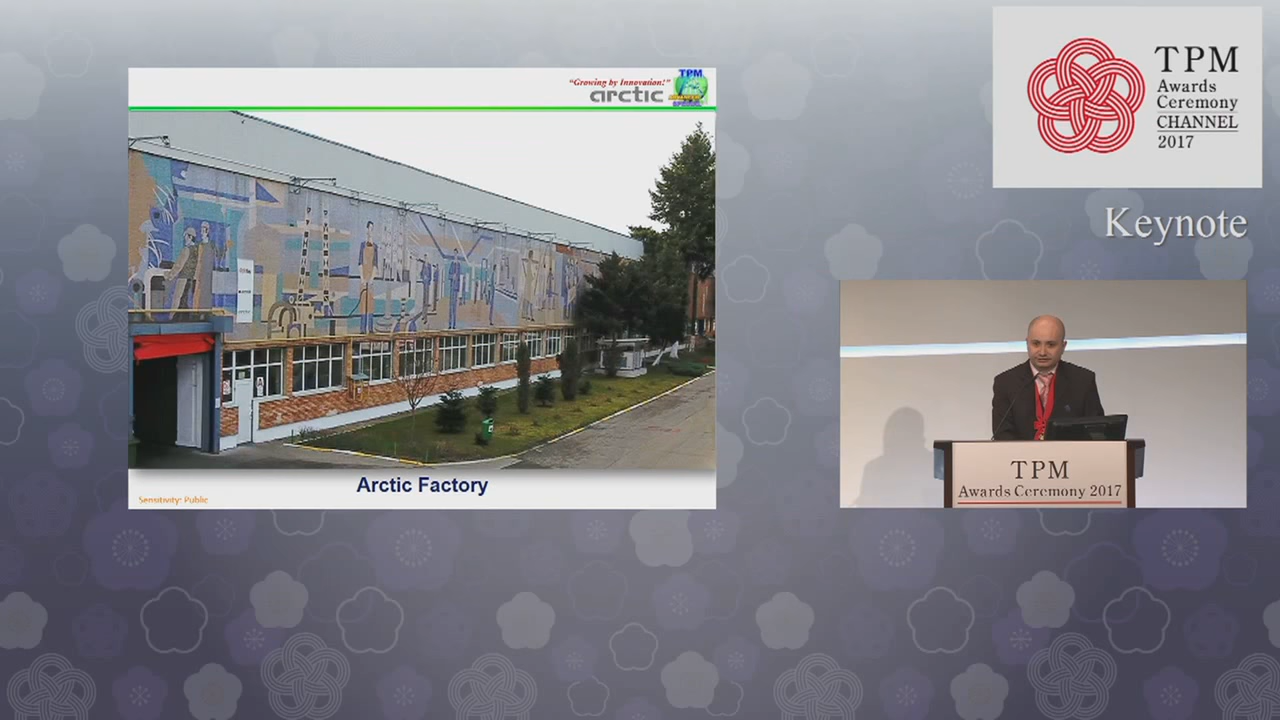 "Growing by Innovation!"
arctic
TPM
Arctic Factory
Sensitivity: Public
TPM
Awards
Ceremony
CHANNEL
2017
Keynote
TPM
Awards Ceremony 2017